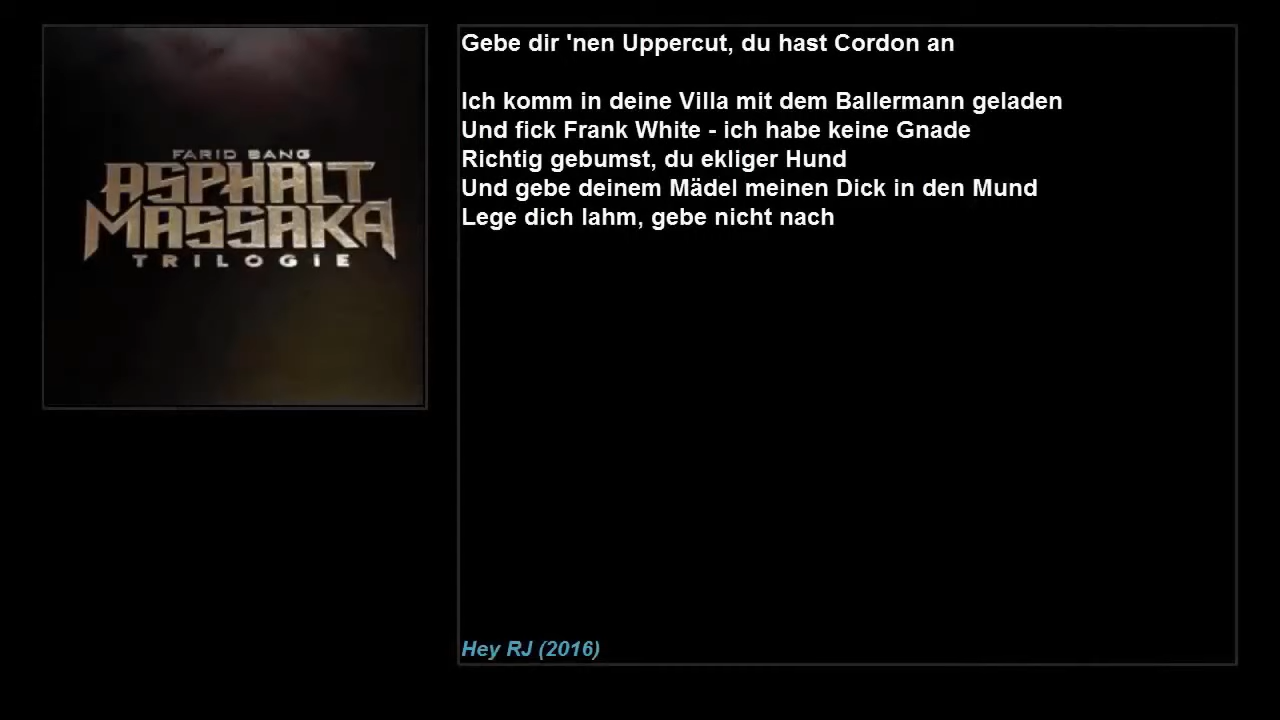 FARID BANG
ASPHALT
MASSAKA
TRILOGiE
Gebe dir 'nen Uppercut, du hast Cordon an
Ich komm in deine Villa mit dem Ballermann geladen
Und fick Frank White - ich habe keine Gnade
Richtig gebumst, du ekliger Hund
Und gebe deinem Mädel meinen Dick in den Mund
Lege dich lahm, gebe nicht nach
Hey RJ (2016)